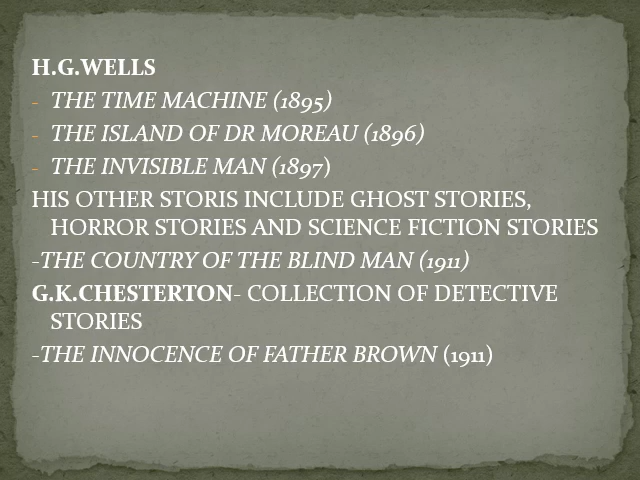 H.G.WELLS
- THE TIME MACHINE (1895)
- THE ISLAND OF DR MOREAU (1896)
- THE INVISIBLE MAN (1897)
HIS OTHER STORIS INCLUDE GHOST STORIES,
HORROR STORIES AND SCIENCE FICTION STORIES
-THE COUNTRY OF THE BLIND MAN (1911)
G.K.CHESTERTON- COLLECTION OF DETECTIVE
STORIES
-THE INNOCENCE OF FATHER BROWN (1911)